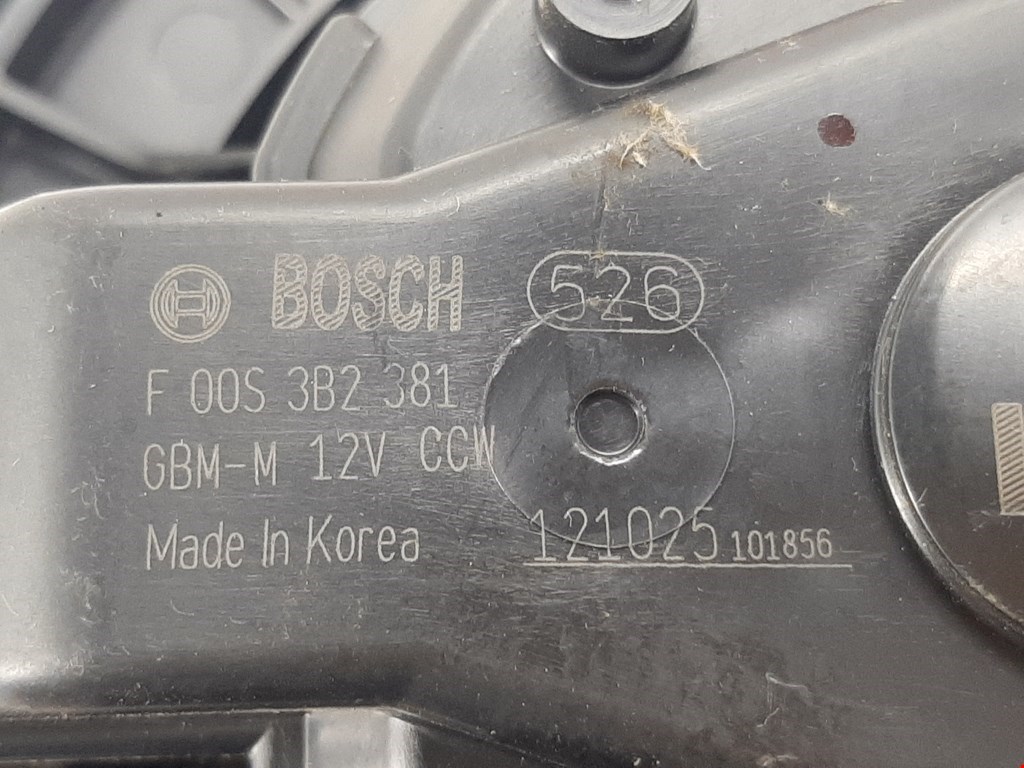 BOSCH 526
F 00S 3B2 381
GBM-M 12V CCW
Made In Korea 121025 101856